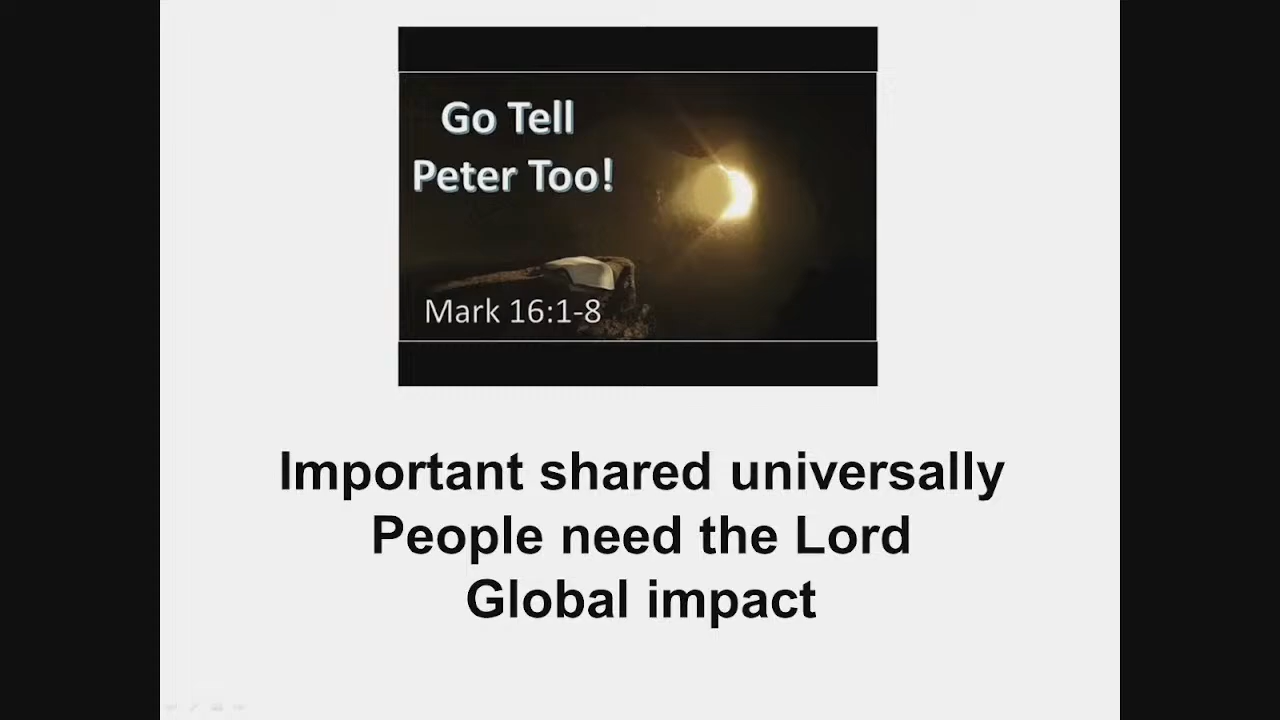 Go Tell
Peter Too!
Mark 16:1-8
Important shared universally
People need the Lord
Global impact